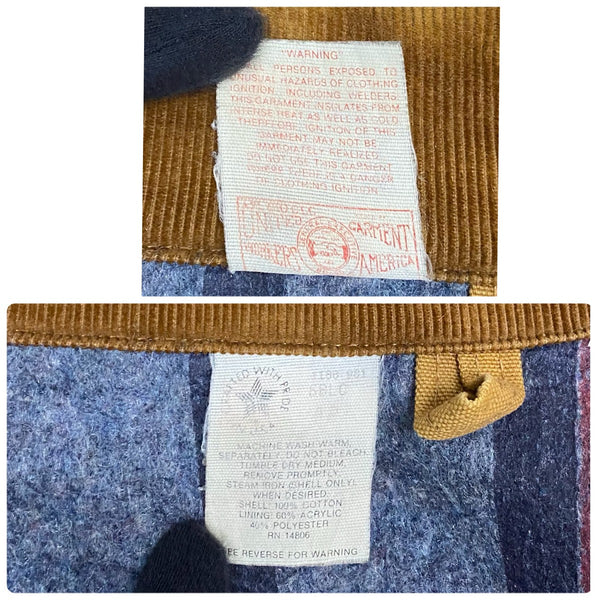 "WARNING"
PERSONS EXPOSED TO
UNUSUAL HAZARDS OF CLOTHING
IGNITION, INCLUDING WELDERS:
THIS GARMENT INSULATES FROM
INTENSE HEAT AS WELL AS COLD
THEREFORE, IGNITION OF THIS
GARMENT MAY NOT BE
IMMEDIATELY REALIZED.
DO NOT USE THIS GARMENT
WHERE THERE IS A DANGER
OF CLOTHING IGNITION.
GARMENT
AMERICA
CRAFTED WITH PRIDE
U.S.A.
MACHINE WASH WARM,
SEPARATELY, DO NOT BLEACH.
TUMBLE DRY MEDIUM,
REMOVE PROMPTLY.
STEAM IRON (SHELL ONLY)
WHEN DESIRED.
SHELL: 100% COTTON
LINING: 60% ACRYLIC
40% POLYESTER
RN 14806
SEE REVERSE FOR WARNING